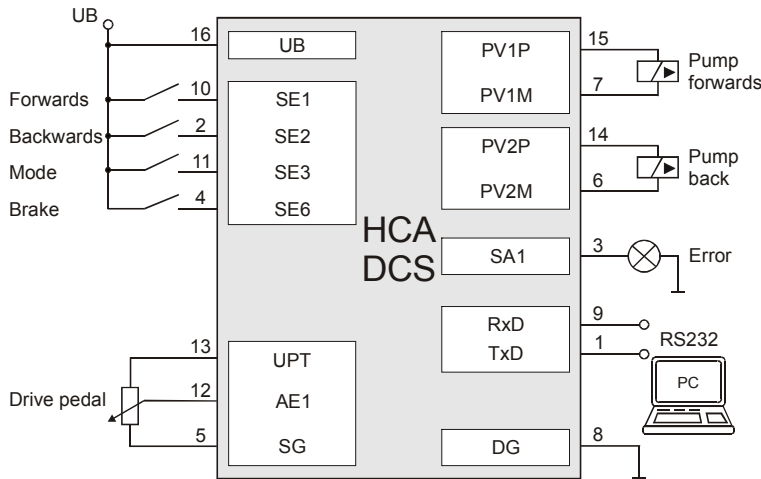 UB
16
UB
PV1P
15
Pump
forwards
Forwards
10
SE1
PV1M
7
Backwards
2
SE2
PV2P
14
Pump
back
Mode
11
SE3
Brake
4
SE6
PV2M
6
HCA
DCS
SA1
3
Error
RxD
9
RS232
TxD
1
PC
13
UPT
Drive pedal
12
AE1
5
SG
DG
8